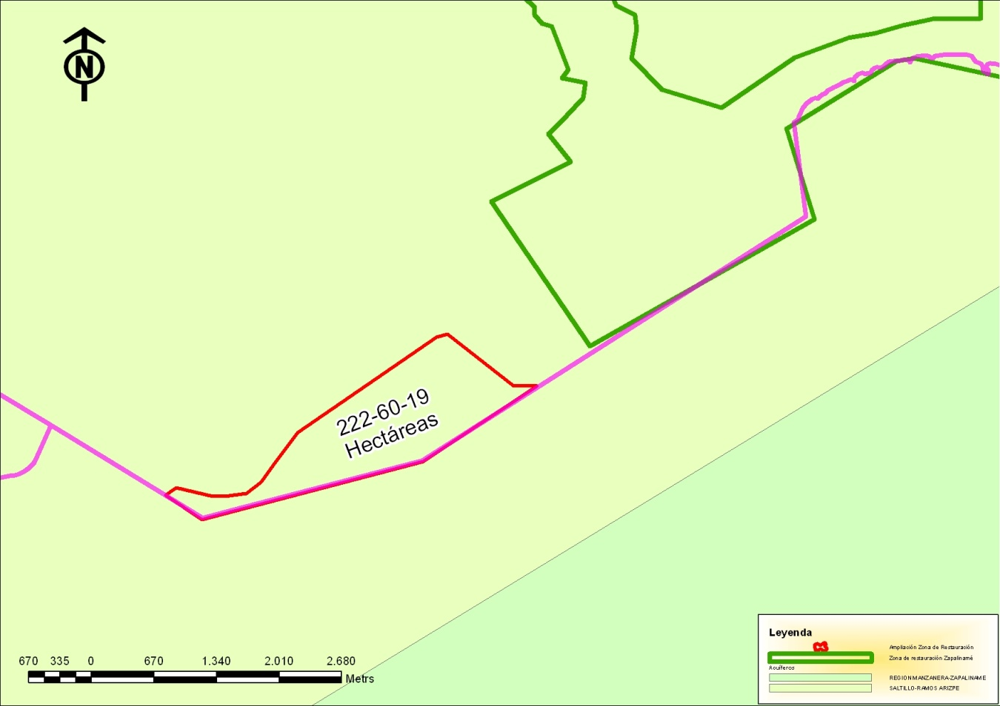 N
222-60-19
Hectáreas
670 335 0 670 1.340 2.010 2.680
Metrs
Leyenda
Ampliación Zona de Restauración
Zona de restauración Zapalinamé
Acuíferos
REGION MANZANERA-ZAPALINAME
SALTILLO-RAMOS ARIZPE